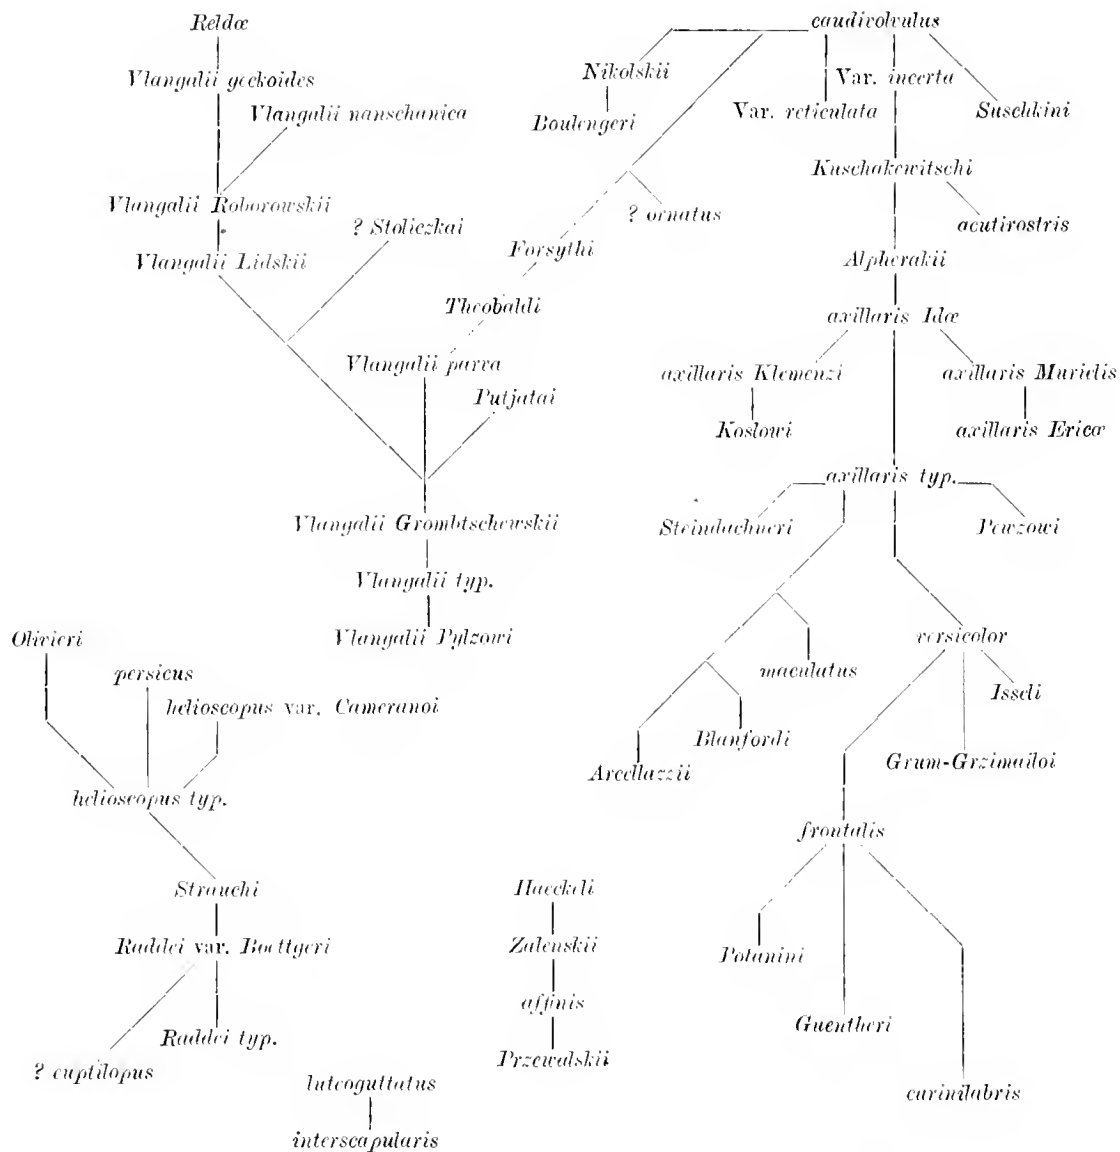 Reldæ
caudivolvulus
Vlangalii geckoides
Nikolskii
Var. incerta
Vlangalii nanschanica
Boulengeri
Var. reticulata
Suschkini
Kuschakewitschi
Vlangalii Roborowskii
? Stoliczkai
? ornatus
acutirostris
Vlangalii Lidskii
Forsythi
Alpherakii
Theobaldi
axillaris Idæ
Vlangalii parva
axillaris Klemenzi
axillaris Muriclis
Putjatai
Koslowi
axillaris Ericæ
axillaris typ.
Vlangalii Grombtschewskii
Steindachneri
Pewzowi
Vlangalii typ.
Olivieri
Vlangalii Pylzowi
versicolor
persicus
maculatus
Isseli
helioscopus var. Cameranoi
Blanfordi
Arcellazzii
Grum-Grzimailoi
helioscopus typ.
frontalis
Strauchi
Haeckeli
Raddei var. Boettgeri
Zalenskii
Potanini
affinis
Raddei typ.
Guentheri
? euptilopus
Przewalskii
luteoguttatus
carinilabris
interscapularis